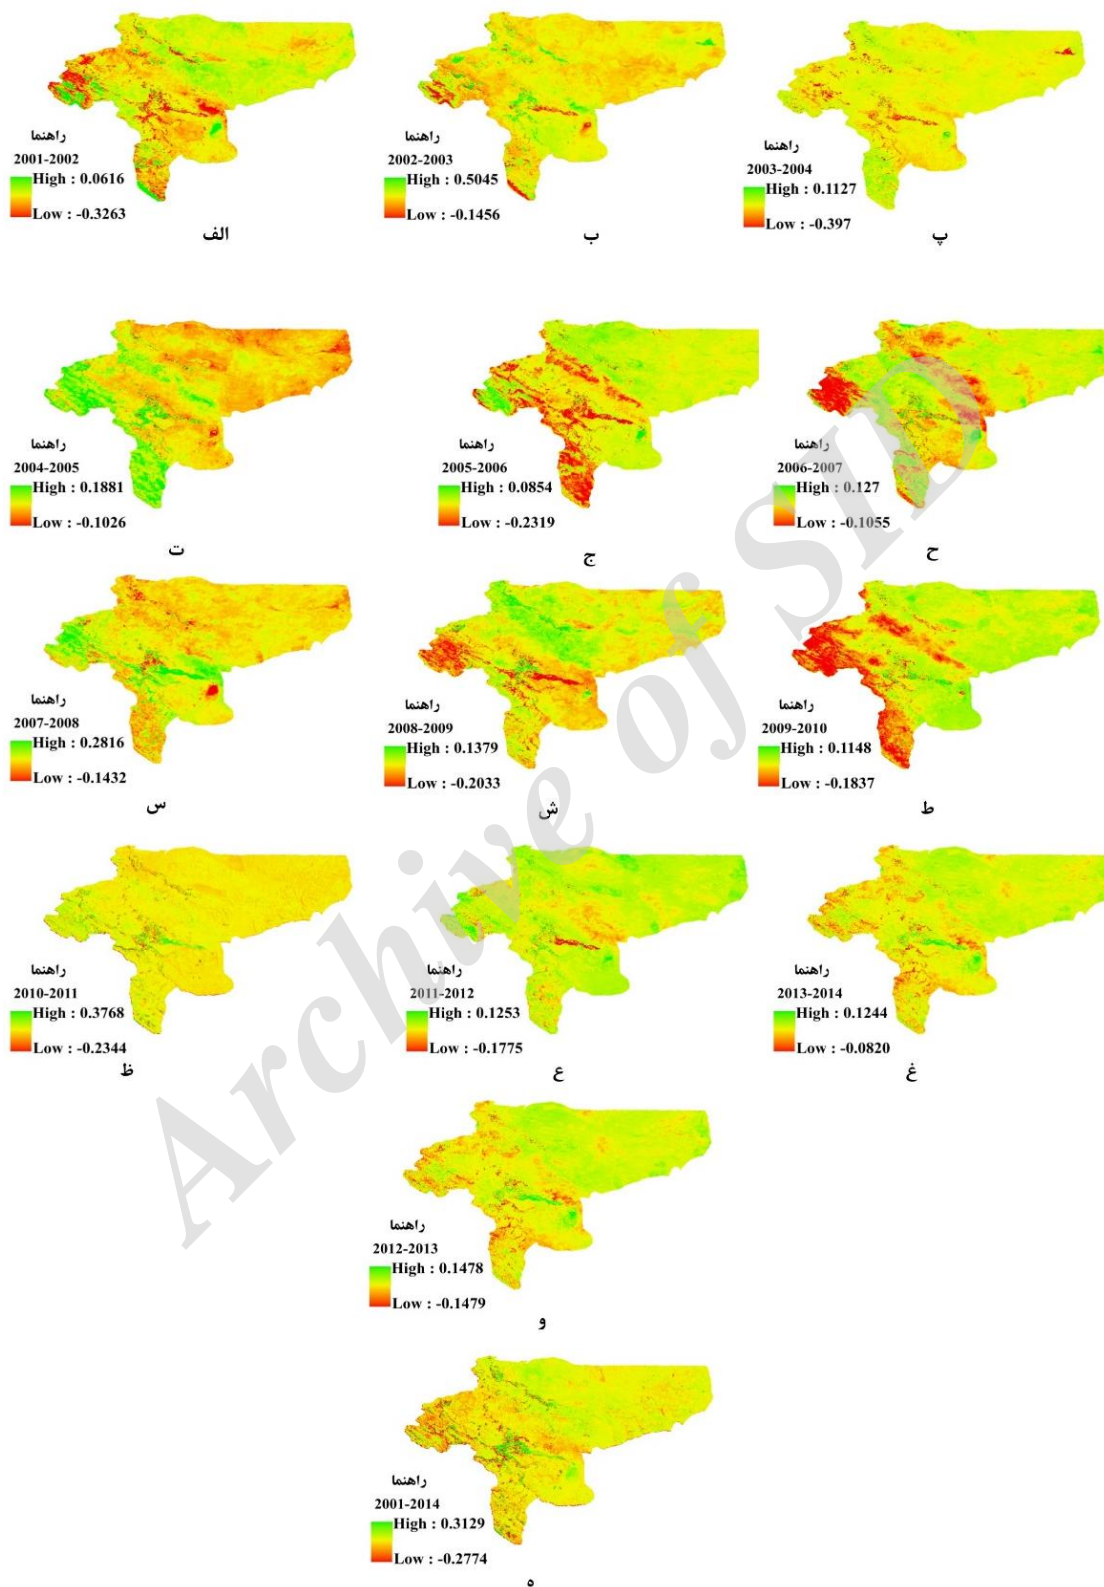 راهنما
2001-2002
High : 0.0616
Low : -0.3263
الف
راهنما
2002-2003
High : 0.5045
Low : -0.1456
ب
راهنما
2003-2004
High : 0.1127
Low : -0.397
پ
راهنما
2004-2005
High : 0.1881
Low : -0.1026
ت
راهنما
2005-2006
High : 0.0854
Low : -0.2319
ج
راهنما
2006-2007
High : 0.127
Low : -0.1055
ح
راهنما
2007-2008
High : 0.2816
Low : -0.1432
س
راهنما
2008-2009
High : 0.1379
Low : -0.2033
ش
راهنما
2009-2010
High : 0.1148
Low : -0.1837
ط
راهنما
2010-2011
High : 0.3768
Low : -0.2344
ظ
راهنما
2011-2012
High : 0.1253
Low : -0.1775
ع
راهنما
2013-2014
High : 0.1244
Low : -0.0820
غ
راهنما
2012-2013
High : 0.1478
Low : -0.1479
و
راهنما
2001-2014
High : 0.3129
Low : -0.2774
ه
Archive of SID